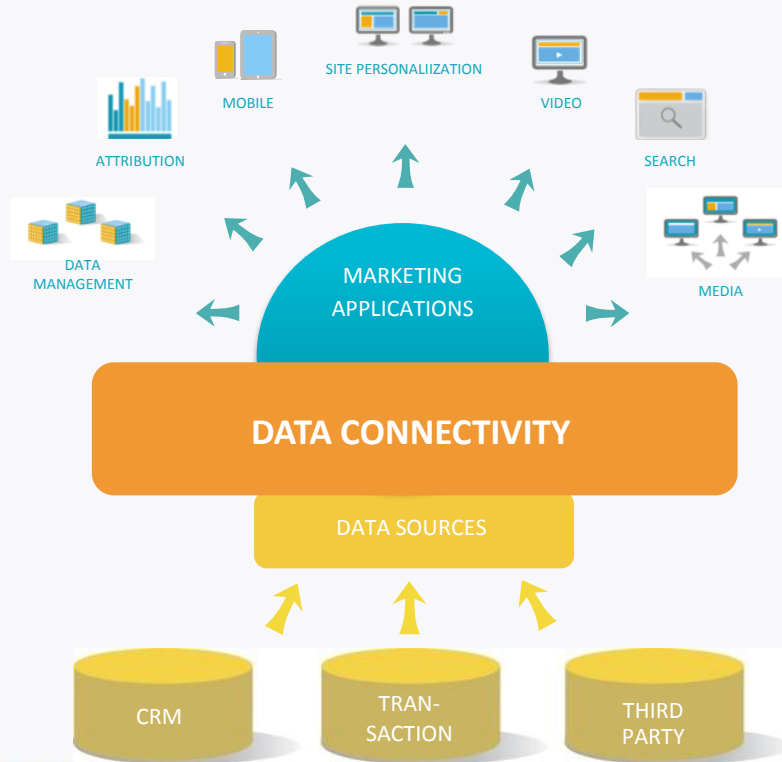 SITE PERSONALIIZATION
MOBILE
VIDEO
ATTRIBUTION
SEARCH
DATA
MANAGEMENT
MEDIA
MARKETING
APPLICATIONS
DATA CONNECTIVITY
DATA SOURCES
CRM
TRAN-
SACTION
THIRD
PARTY